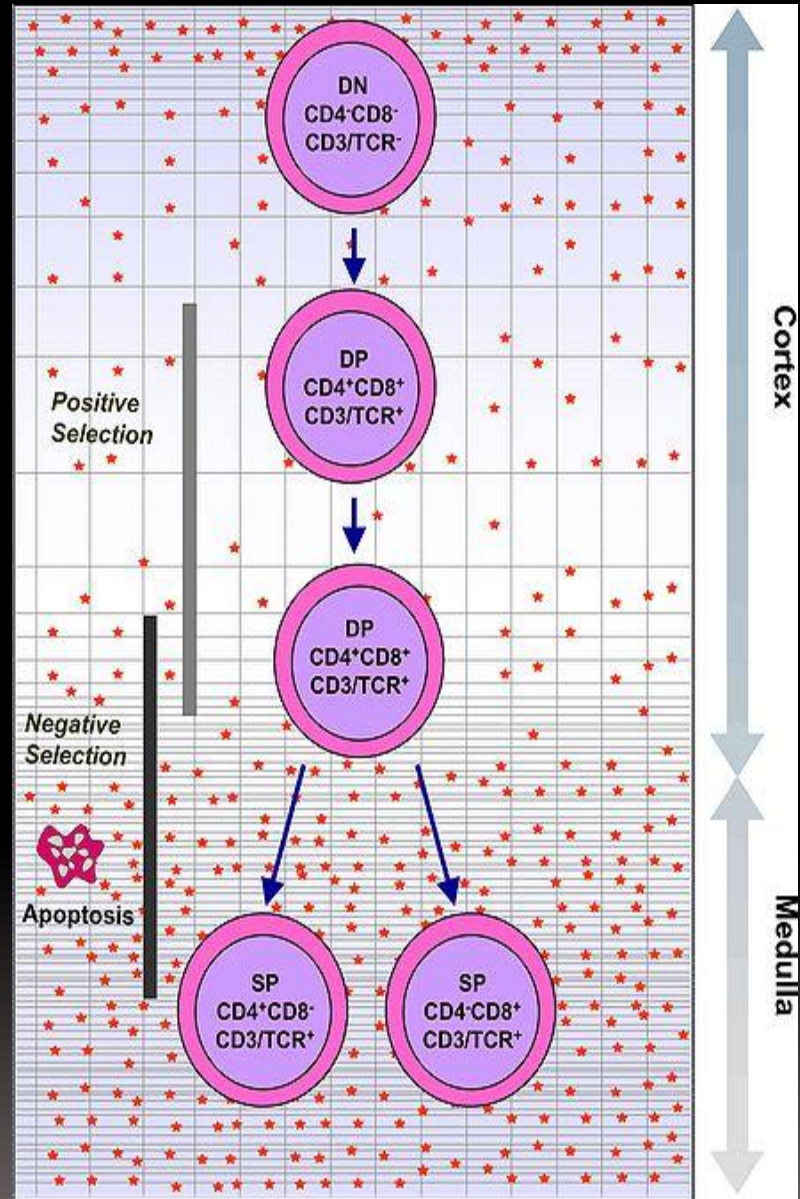 DN
CD4⁻CD8⁻
CD3/TCR⁻
DP
CD4⁺CD8⁺
CD3/TCR⁺
Positive
Selection
DP
CD4⁺CD8⁺
CD3/TCR⁺
Negative
Selection
Apoptosis
SP
CD4⁺CD8⁻
CD3/TCR⁺
SP
CD4⁻CD8⁺
CD3/TCR⁺
Cortex
Medulla